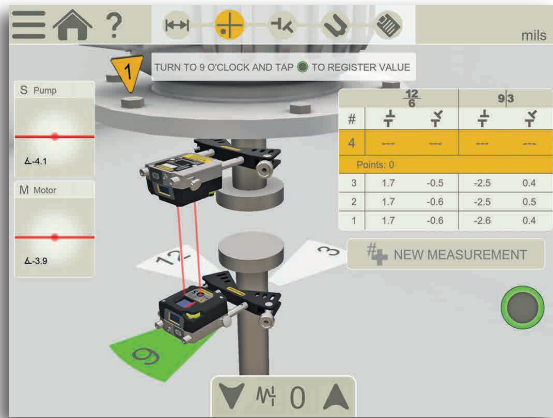 ?
mils
1
TURN TO 9 O'CLOCK AND TAP TO REGISTER VALUE
S Pump
∡-4.1
M Motor
∡-3.9
12
6
9 3
#
4 --- --- --- ---
Points: 0
3 1.7 -0.5 -2.5 0.4
2 1.7 -0.6 -2.5 0.5
1 1.7 -0.6 -2.6 0.4
# NEW MEASUREMENT
12
3
9
0